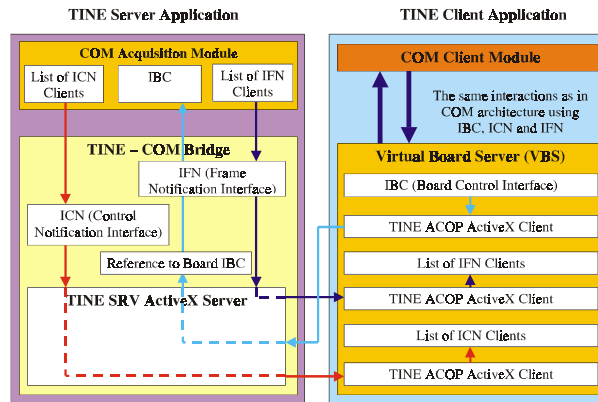 TINE Server Application
COM Acquisition Module
List of ICN
Clients
IBC
List of IFN
Clients
TINE – COM Bridge
IFN (Frame
Notification Interface)
ICN (Control
Notification Interface)
Reference to Board IBC
TINE SRV ActiveX Server
TINE Client Application
COM Client Module
The same interactions as in
COM architecture using
IBC, ICN and IFN
Virtual Board Server (VBS)
IBC (Board Control Interface)
TINE ACOP ActiveX Client
List of IFN Clients
TINE ACOP ActiveX Client
List of ICN Clients
TINE ACOP ActiveX Client